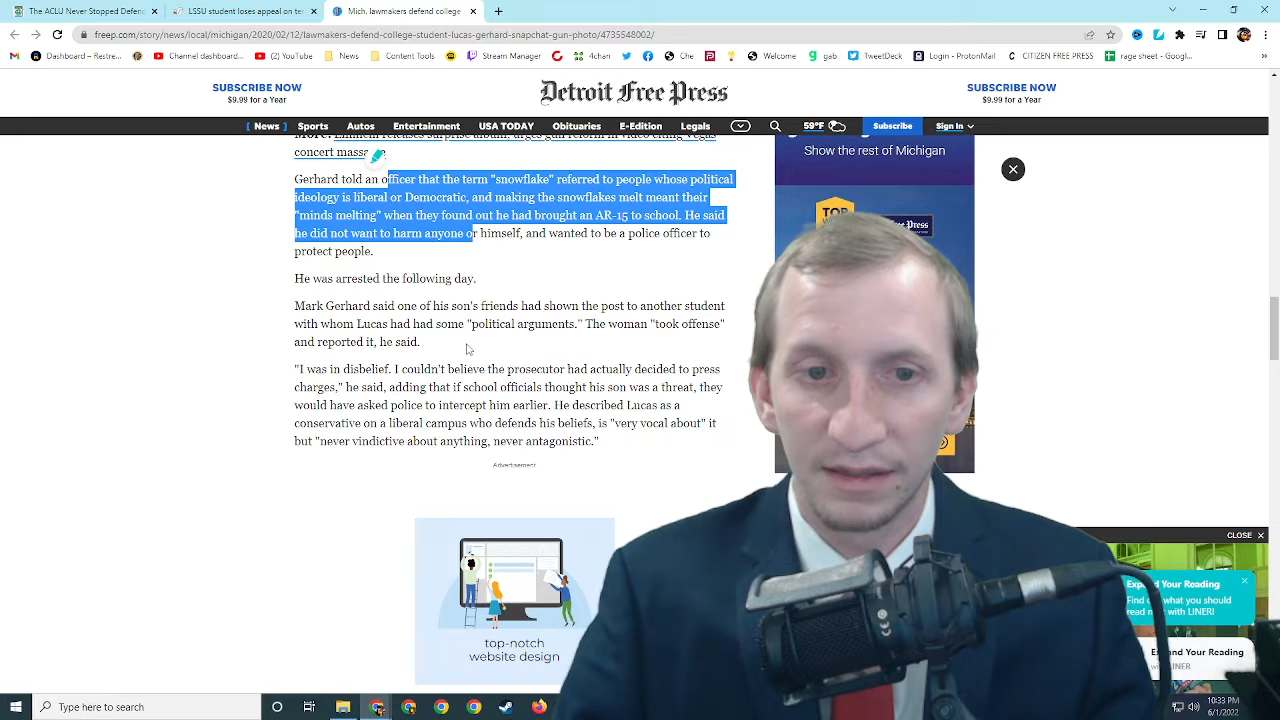 The ACLU Never Stopped Defen
LSSU student loses appeal on ter
Mich. lawmakers defend college
freep.com/story/news/local/michigan/2020/02/12/lawmakers-defend-college-student-lucas-gerhard-snapchat-gun-photo/4735548000/
Dashboard – Restre...
Channel dashboard...
(2) YouTube
News
Content Tools
Stream Manager
4chan
Che
Welcome
gab
TweetDeck
Login - ProtonMail
CITIZEN FREE PRESS
rage sheet - Googl...
SUBSCRIBE NOW
$9.99 for a Year
Detroit Free Press
SUBSCRIBE NOW
$9.99 for a Year
[ News ]
Sports
Autos
Entertainment
USA TODAY
Obituaries
E-Edition
Legals
59°F
Subscribe
Sign In
concert
Gerhard told an officer that the term "snowflake" referred to people whose political
ideology is liberal or Democratic, and making the snowflakes melt meant their
"minds melting" when they found out he had brought an AR-15 to school. He said
he did not want to harm anyone or himself, and wanted to be a police officer to
protect people.
He was arrested the following day.
Mark Gerhard said one of his son's friends had shown the post to another student
with whom Lucas had had some "political arguments." The woman "took offense"
and reported it, he said.
"I was in disbelief. I couldn't believe the prosecutor had actually decided to press
charges," he said, adding that if school officials thought his son was a threat, they
would have asked police to intercept him earlier. He described Lucas as a
conservative on a liberal campus who defends his beliefs, is "very vocal about" it
but "never vindictive about anything, never antagonistic."
Advertisement
top-notch
website design
Show the rest of Michigan
TOP
Free Press
CLOSE X
Your Reading
what you should
with LINER!
Your Reading
Type here to search
10:33 PM
6/1/2022